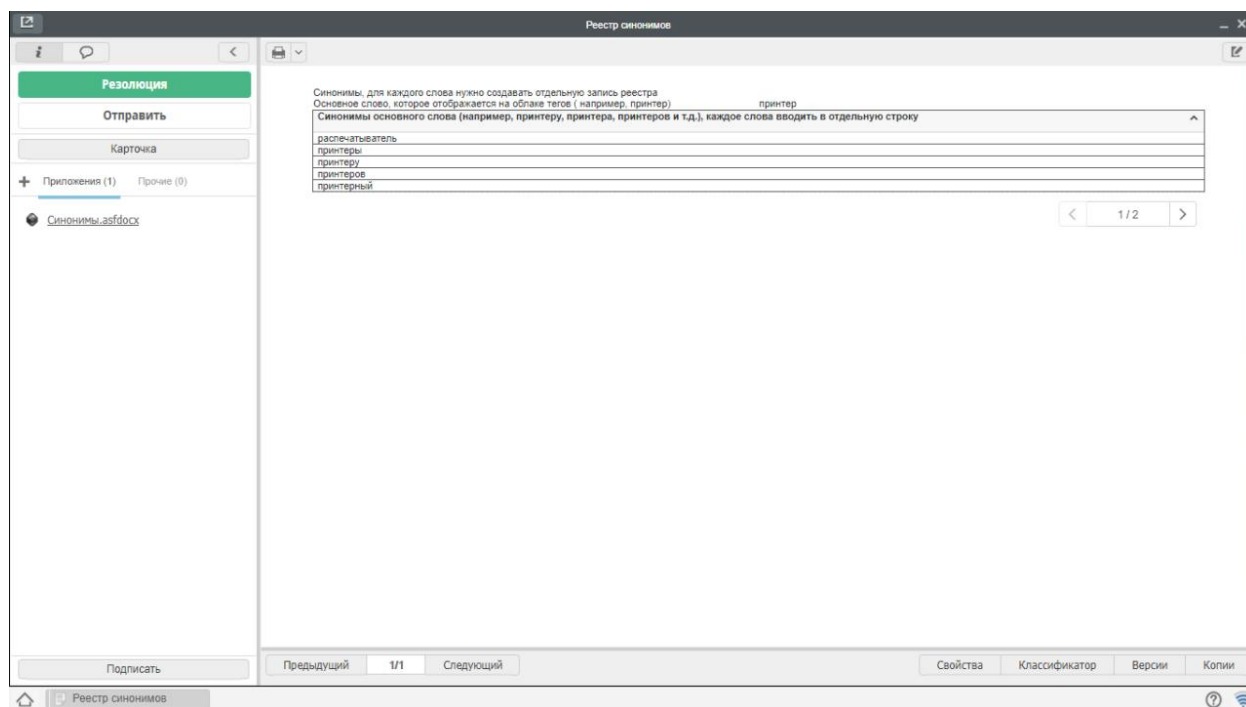 Реестр синонимов
Резолюция
Отправить
Карточка
Приложения (1) Прочие (0)
Синонимы.asfdocx
Подписать
Синонимы, для каждого слова нужно создавать отдельную запись реестра
Основное слово, которое отображается на облаке тегов ( например, принтер) принтер
Синонимы основного слова (например, принтеру, принтера, принтеров и т.д.), каждое слова вводить в отдельную строку
распечатыватель
принтеры
принтеру
принтеров
принтерный
1 / 2
Предыдущий 1/1 Следующий
Свойства Классификатор Версии Копии
Реестр синонимов